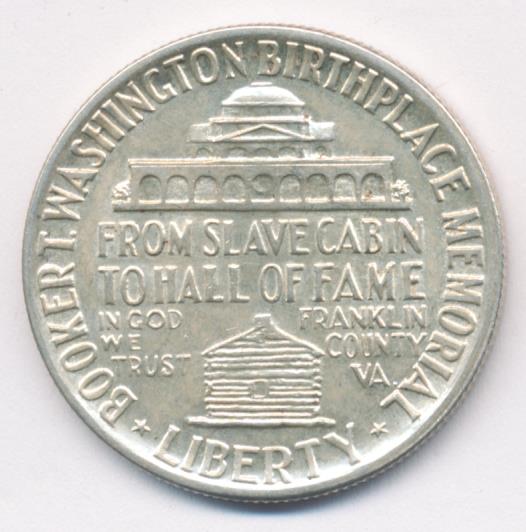 BOOKER T. WASHINGTON BIRTHPLACE MEMORIAL
FROM SLAVE CABIN
TO HALL OF FAME
IN GOD
WE
TRUST
FRANKLIN
COUNTY
VA.
LIBERTY